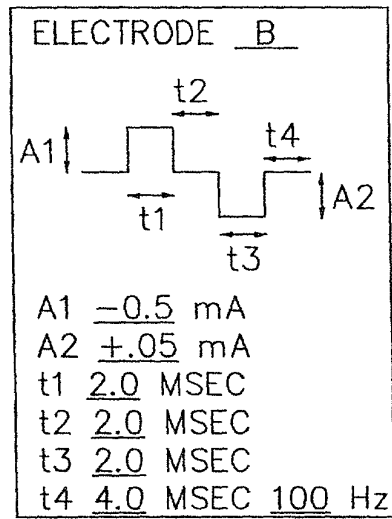 ELECTRODE B
t2
t4
A1
A2
t1
t3
A1 -0.5 mA
A2 +.05 mA
t1 2.0 MSEC
t2 2.0 MSEC
t3 2.0 MSEC
t4 4.0 MSEC 100 Hz